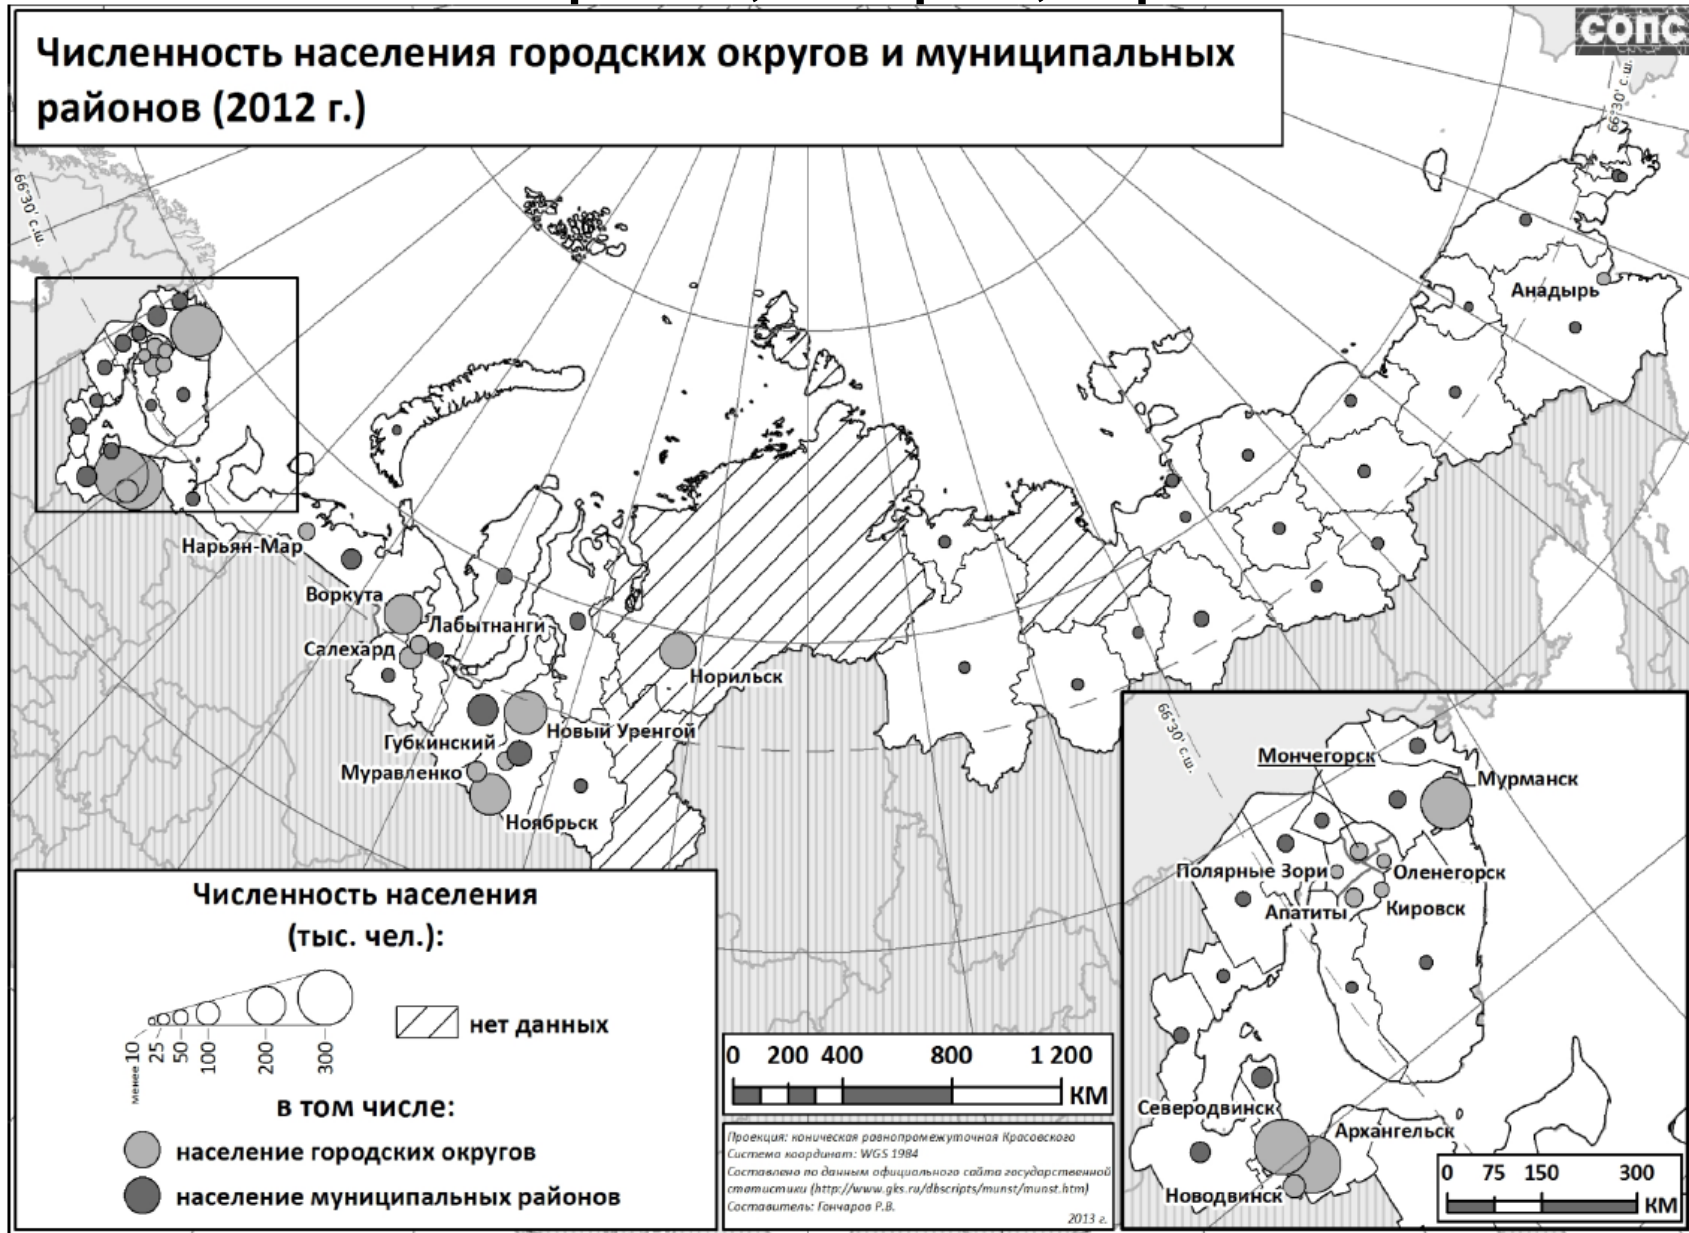 Численность населения городских округов и муниципальных
районов (2012 г.)
СОПС
66°30' с.ш.
66°30' с.ш.
Анадырь
Нарьян-Мар
Воркута
Лабытнанги
Салехард
Норильск
Новый Уренгой
Губкинский
Муравленко
Ноябрьск
66°30' с.ш.
Мончегорск
Мурманск
Полярные Зори
Оленегорск
Апатиты
Кировск
Северодвинск
Архангельск
Новодвинск
0 75 150 300
КМ
Численность населения
(тыс. чел.):
менее 10
25
50
100
200
300
нет данных
в том числе:
население городских округов
население муниципальных районов
0 200 400 800 1 200
КМ
Проекция: коническая равнопромежуточная Красовского
Система координат: WGS 1984
Составлено по данным официального сайта государственной
статистики (http://www.gks.ru/dbscripts/munst/munst.htm)
Составитель: Гончаров Р.В.
2013 г.